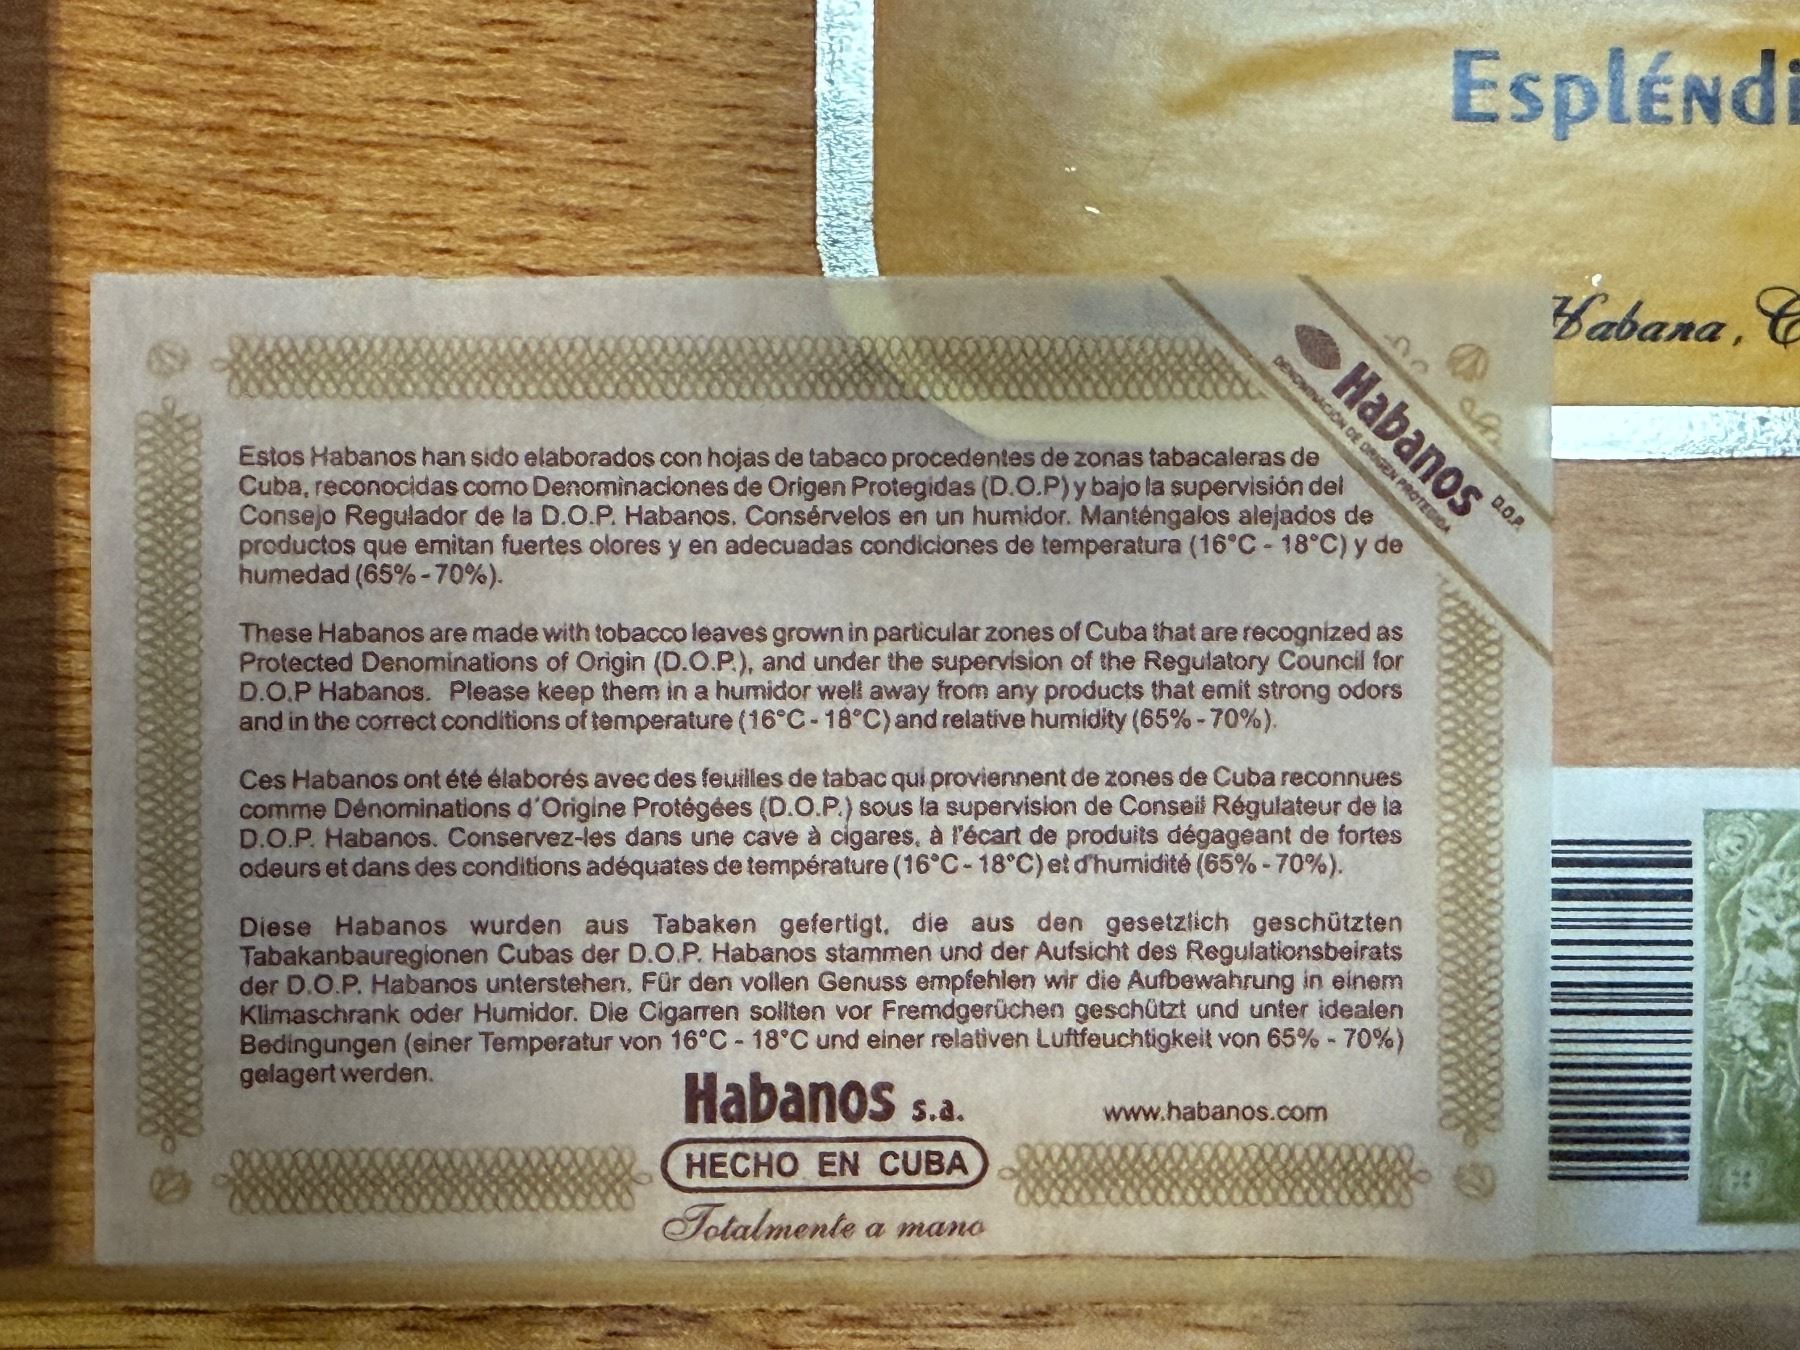 Espléndi
Habana, C
Habanos D.O.P.
DENOMINACIÓN DE ORIGEN PROTEGIDA
Estos Habanos han sido elaborados con hojas de tabaco procedentes de zonas tabacaleras de
Cuba, reconocidas como Denominaciones de Origen Protegidas (D.O.P) y bajo la supervisión del
Consejo Regulador de la D.O.P. Habanos. Consérvelos en un humidor. Manténgalos alejados de
productos que emitan fuertes olores y en adecuadas condiciones de temperatura (16°C - 18°C) y de
humedad (65% - 70%).
These Habanos are made with tobacco leaves grown in particular zones of Cuba that are recognized as
Protected Denominations of Origin (D.O.P.), and under the supervision of the Regulatory Council for
D.O.P Habanos. Please keep them in a humidor well away from any products that emit strong odors
and in the correct conditions of temperature (16°C - 18°C) and relative humidity (65% - 70%).
Ces Habanos ont été élaborés avec des feuilles de tabac qui proviennent de zones de Cuba reconnues
comme Dénominations d'Origine Protégées (D.O.P.) sous la supervision de Conseil Régulateur de la
D.O.P. Habanos. Conservez-les dans une cave à cigares, à l'écart de produits dégageant de fortes
odeurs et dans des conditions adéquates de température (16°C - 18°C) et d'humidité (65% - 70%).
Diese Habanos wurden aus Tabaken gefertigt, die aus den gesetzlich geschützten
Tabakanbauregionen Cubas der D.O.P. Habanos stammen und der Aufsicht des Regulationsbeirats
der D.O.P. Habanos unterstehen. Für den vollen Genuss empfehlen wir die Aufbewahrung in einem
Klimaschrank oder Humidor. Die Cigarren sollten vor Fremdgerüchen geschützt und unter idealen
Bedingungen (einer Temperatur von 16°C - 18°C und einer relativen Luftfeuchtigkeit von 65% - 70%)
gelagert werden.
Habanos s.a.
www.habanos.com
HECHO EN CUBA
Totalmente a mano